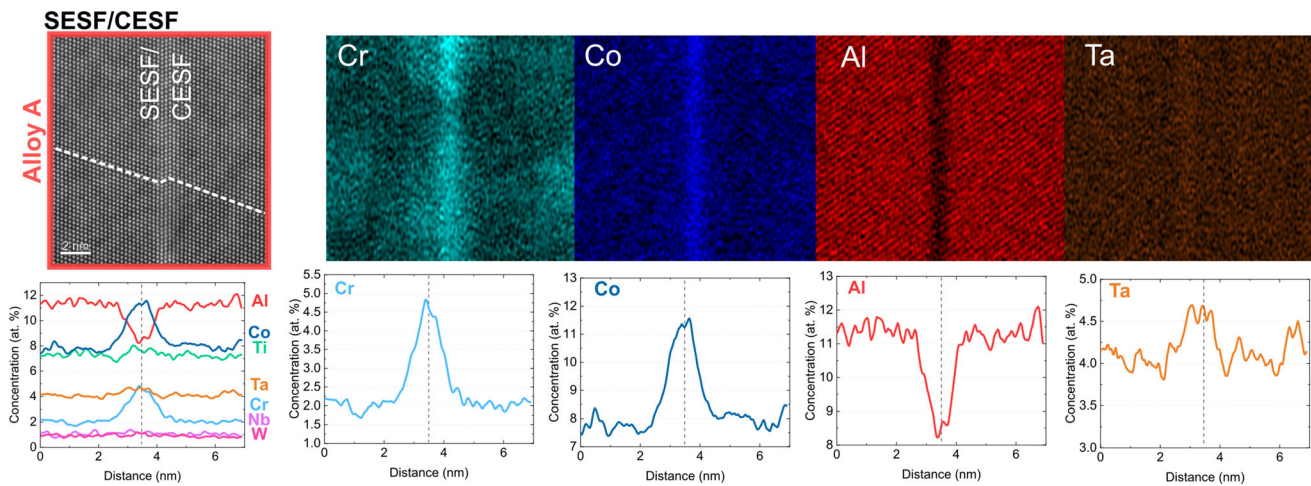 SESF/CESF
Alloy A
SESF/
CESF
2 nm
Cr
Co
Al
Ta
Concentration (at. %)
12
10
8
6
4
2
0
0
2
4
6
Distance (nm)
Al
Co
Ti
Ta
Cr
Nb
W
Concentration (at. %)
5.5
5.0
4.5
4.0
3.5
3.0
2.5
2.0
1.5
1.0
0
2
4
6
Distance (nm)
Cr
Concentration (at. %)
13
12
11
10
9
8
7
0
2
4
6
Distance (nm)
Co
Concentration (at. %)
13
12
11
10
9
8
0
2
4
6
Distance (nm)
Al
Concentration (at. %)
5.0
4.5
4.0
3.5
3.0
0
2
4
6
Distance (nm)
Ta